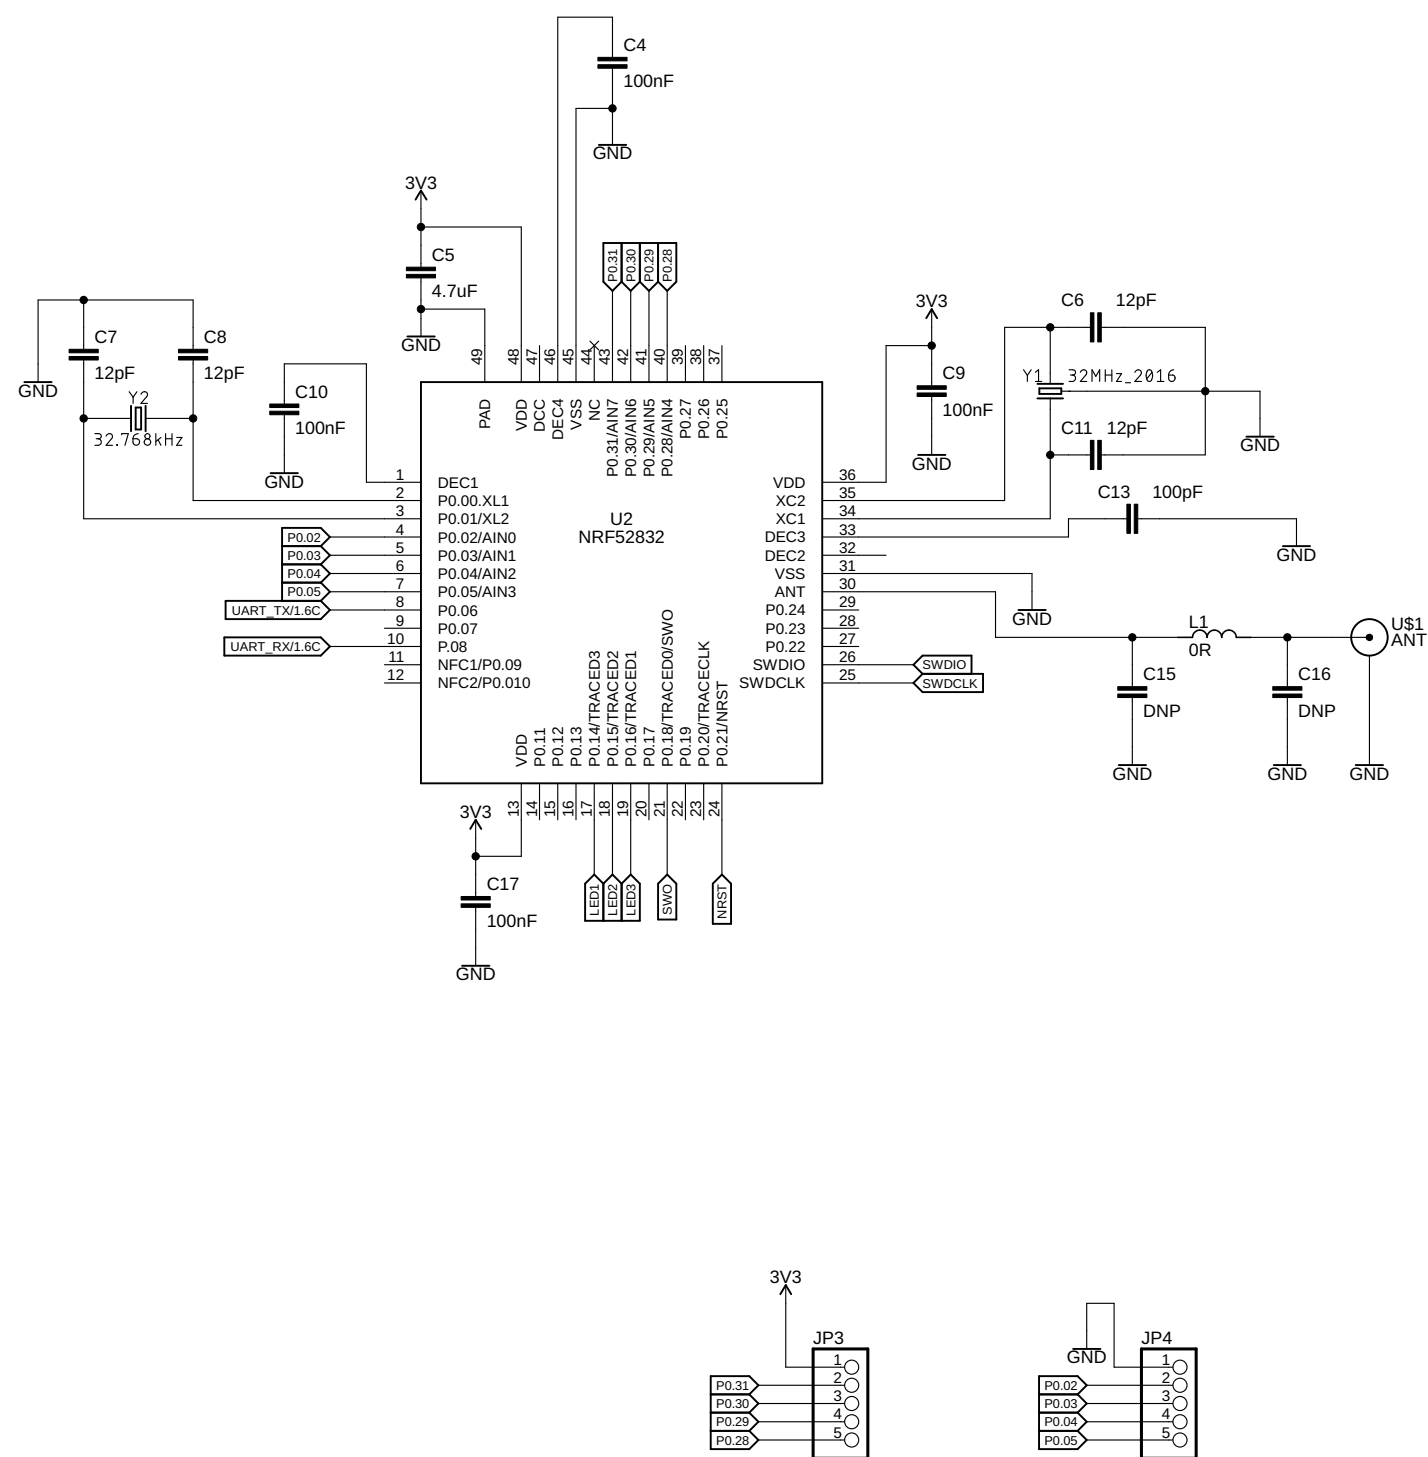 C4
100nF
GND
3V3
C5
4.7uF
GND
P0.31
P0.30
P0.29
P0.28
3V3
C9
100nF
GND
C6
12pF
Y1
32MHz_2016
C11
12pF
GND
C7
12pF
C8
12pF
GND
Y2
32.768kHz
C10
100nF
GND
49
48
47
46
45
44
43
42
41
40
39
38
37
PAD
VDD
DCC
DEC4
VSS
NC
P0.31/AIN7
P0.30/AIN6
P0.29/AIN5
P0.28/AIN4
P0.27
P0.26
P0.25
U2
NRF52832
1 DEC1
2 P0.00.XL1
3 P0.01/XL2
P0.02 4 P0.02/AIN0
P0.03 5 P0.03/AIN1
P0.04 6 P0.04/AIN2
P0.05 7 P0.05/AIN3
UART_TX/1.6C 8 P0.06
9 P0.07
UART_RX/1.6C 10 P.08
11 NFC1/P0.09
12 NFC2/P0.010
VDD 36
XC2 35
XC1 34
DEC3 33
DEC2 32
VSS 31
ANT 30
P0.24 29
P0.23 28
P0.22 27
SWDIO 26 SWDIO
SWDCLK 25 SWDCLK
C13
100pF
GND
GND
L1
0R
U$1
ANT
C15
DNP
GND
C16
DNP
GND
GND
VDD
P0.11
P0.12
P0.13
P0.14/TRACED3
P0.15/TRACED2
P0.16/TRACED1
P0.17
P0.18/TRACED0/SWO
P0.19
P0.20/TRACECLK
P0.21/NRST
13
14
15
16
17
18
19
20
21
22
23
24
3V3
C17
100nF
GND
LED1
LED2
LED3
SWO
NRST
3V3
JP3
1
P0.31 2
P0.30 3
P0.29 4
P0.28 5
GND
JP4
1
P0.02 2
P0.03 3
P0.04 4
P0.05 5